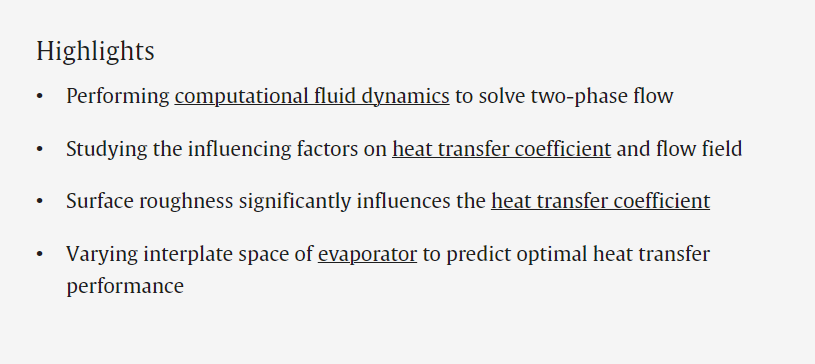 Highlights
• Performing computational fluid dynamics to solve two-phase flow
• Studying the influencing factors on heat transfer coefficient and flow field
• Surface roughness significantly influences the heat transfer coefficient
• Varying interplate space of evaporator to predict optimal heat transfer
performance